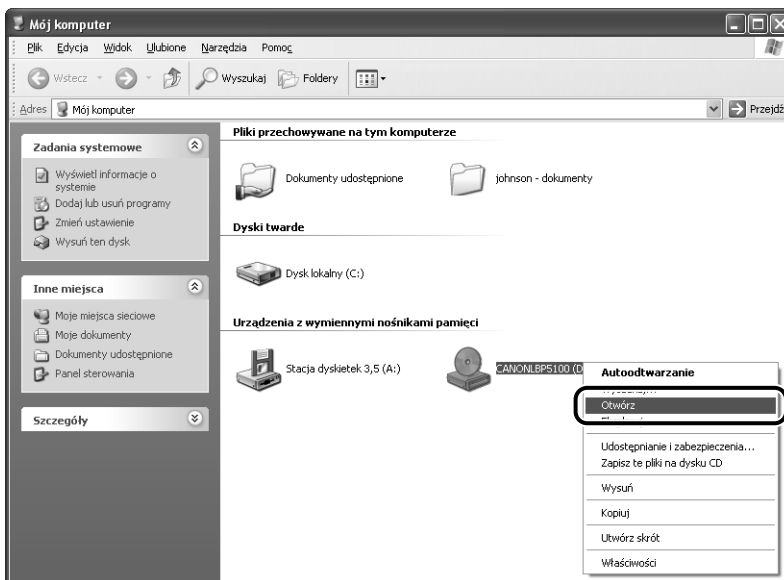 Mój komputer
Plik Edycja Widok Ulubione Narzędzia Pomoc
Wstecz Wyszukaj Foldery
Adres Mój komputer Przejdź
Pliki przechowywane na tym komputerze
Zadania systemowe
Wyświetl informacje o
systemie
Dodaj lub usuń programy
Zmień ustawienie
Wysuń ten dysk
Dokumenty udostępnione
johnson - dokumenty
Dyski twarde
Dysk lokalny (C:)
Inne miejsca
Moje miejsca sieciowe
Moje dokumenty
Dokumenty udostępnione
Panel sterowania
Urządzenia z wymiennymi nośnikami pamięci
Stacja dyskietek 3,5 (A:)
CANONLBP5100 (D
Szczegóły
Autoodtwarzanie
Otwórz
Udostępnianie i zabezpieczenia...
Zapisz te pliki na dysku CD
Wysuń
Kopiuj
Utwórz skrót
Właściwości